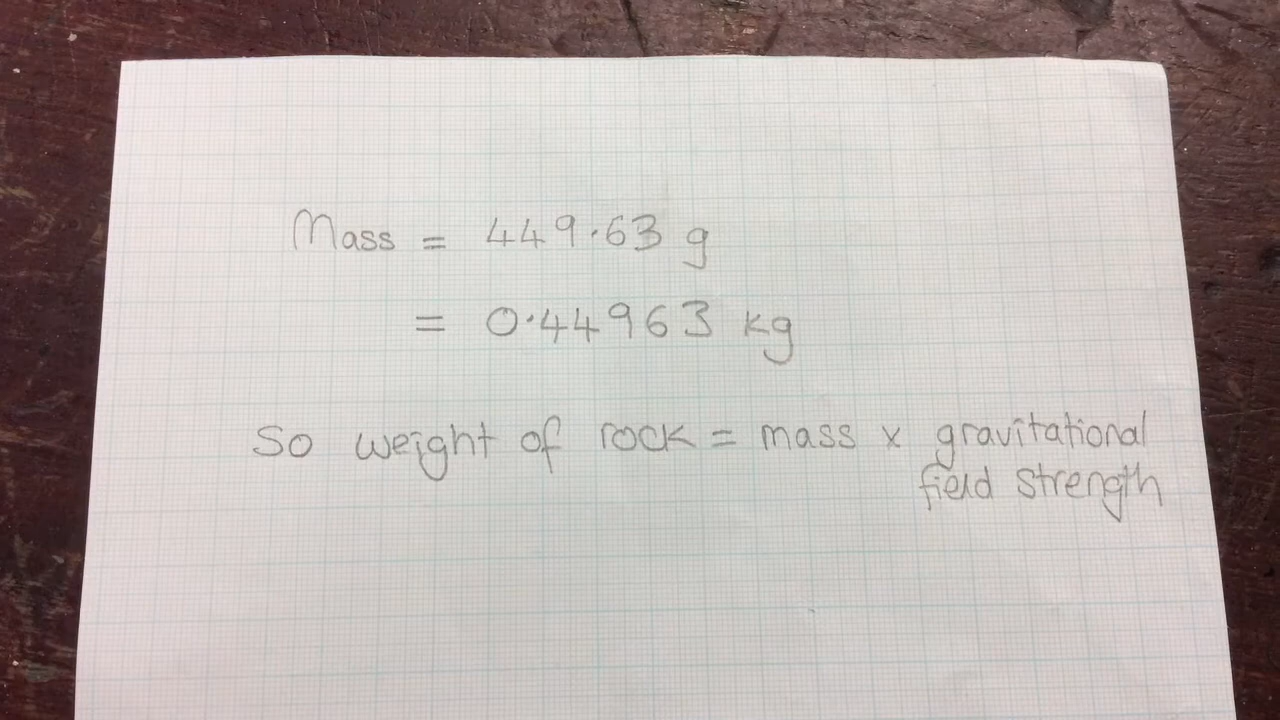 Mass = 449·63 g
= 0·44963 kg
So weight of rock = mass x gravitational
field strength